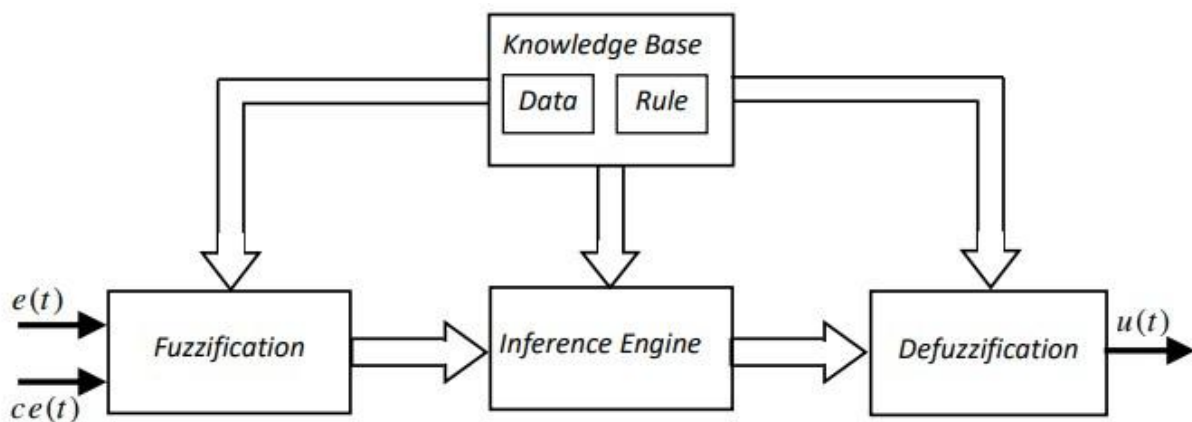 Knowledge Base
Data
Rule
e(t)
ce(t)
Fuzzification
Inference Engine
Defuzzification
u(t)